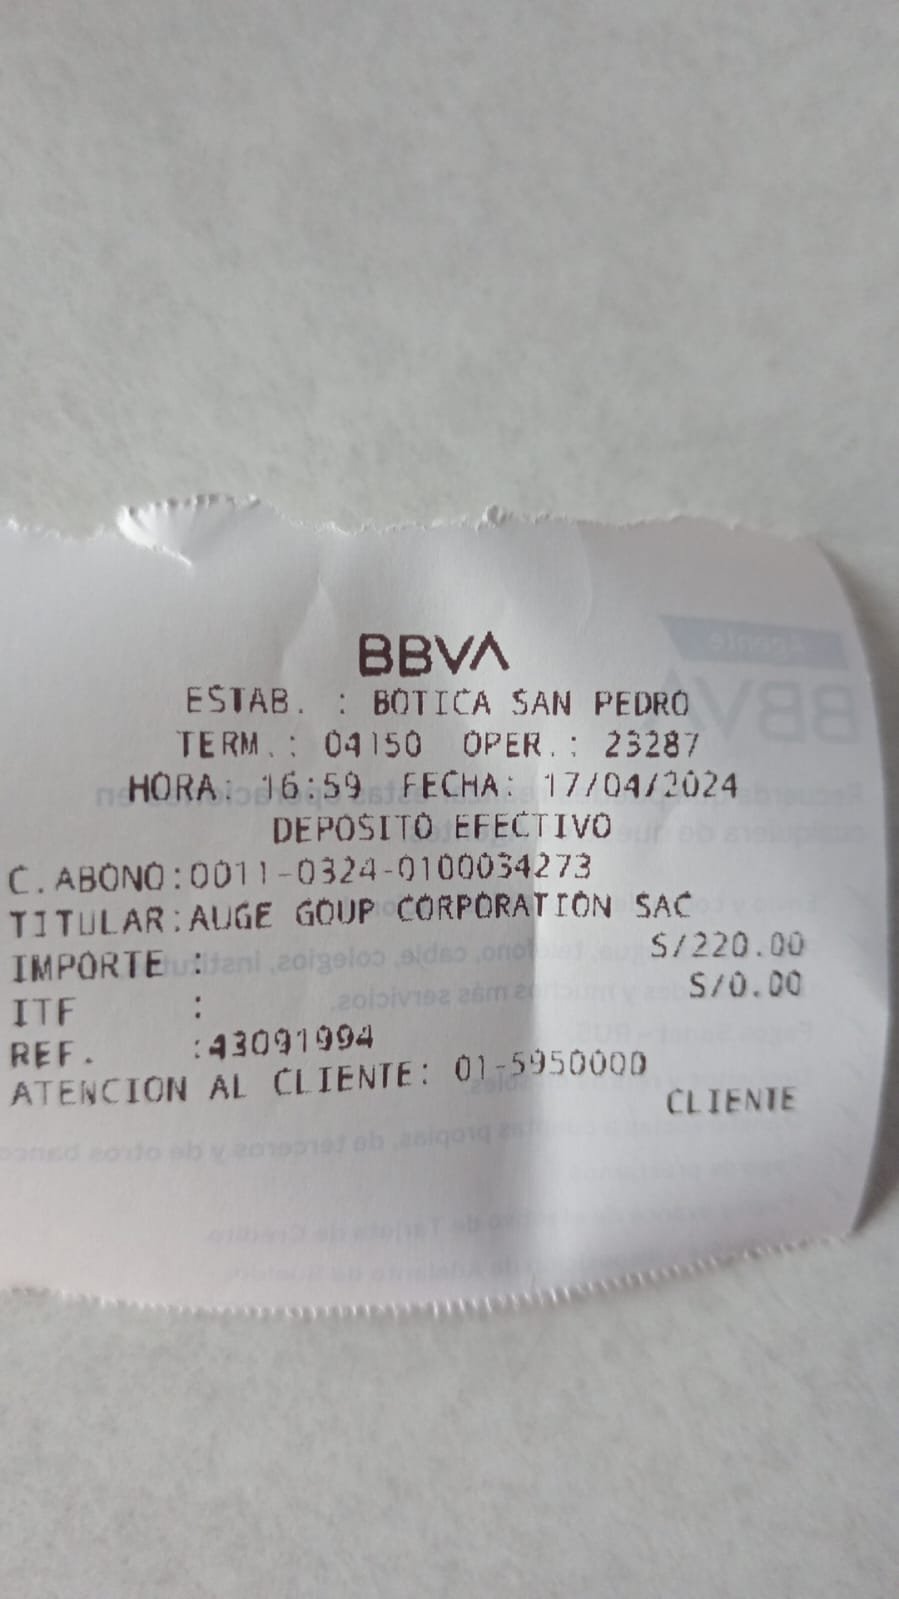 BBVA
ESTAB. : BOTICA SAN PEDRO
TERM.: 04150 OPER.: 23287
HORA: 16:59 FECHA: 17/04/2024
DEPOSITO EFECTIVO
C.ABONO:0011-0324-0100034273
TITULAR:AUGE GOUP CORPORATION SAC
IMPORTE : S/220.00
ITF : S/0.00
REF. :43091994
ATENCION AL CLIENTE: 01-5950000
CLIENTE
Agente
BBVA